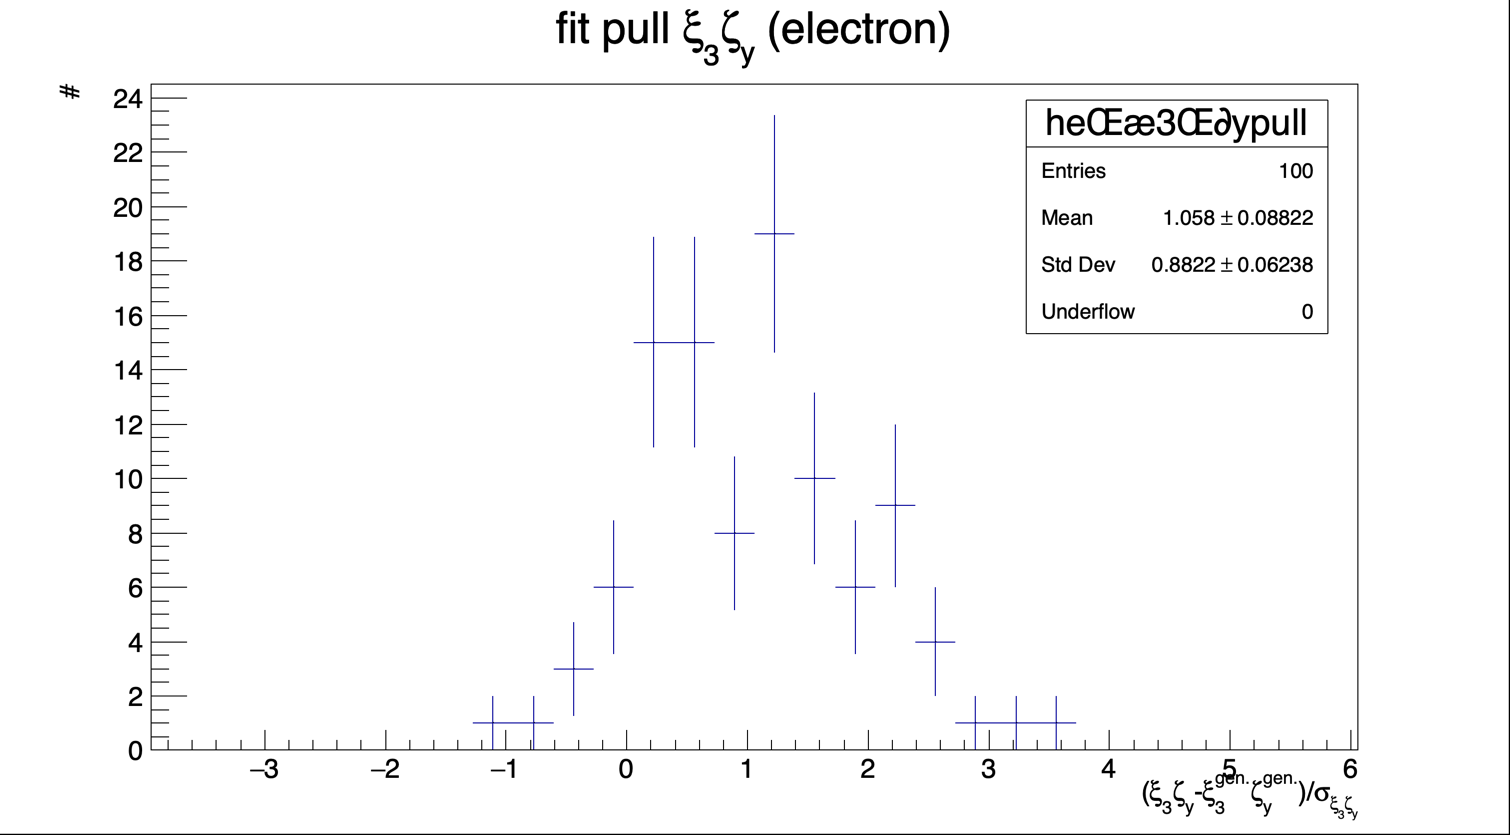 fit pull ξ₃ζy (electron)
#
24
22
20
18
16
14
12
10
8
6
4
2
0
heŒæ3Œ∂ypull
Entries 100
Mean 1.058 ± 0.08822
Std Dev 0.8822 ± 0.06238
Underflow 0
−3 −2 −1 0 1 2 3 4 5 6
(ξ₃ζy-ξ₃gen.ζygen.)/σξ₃ζy